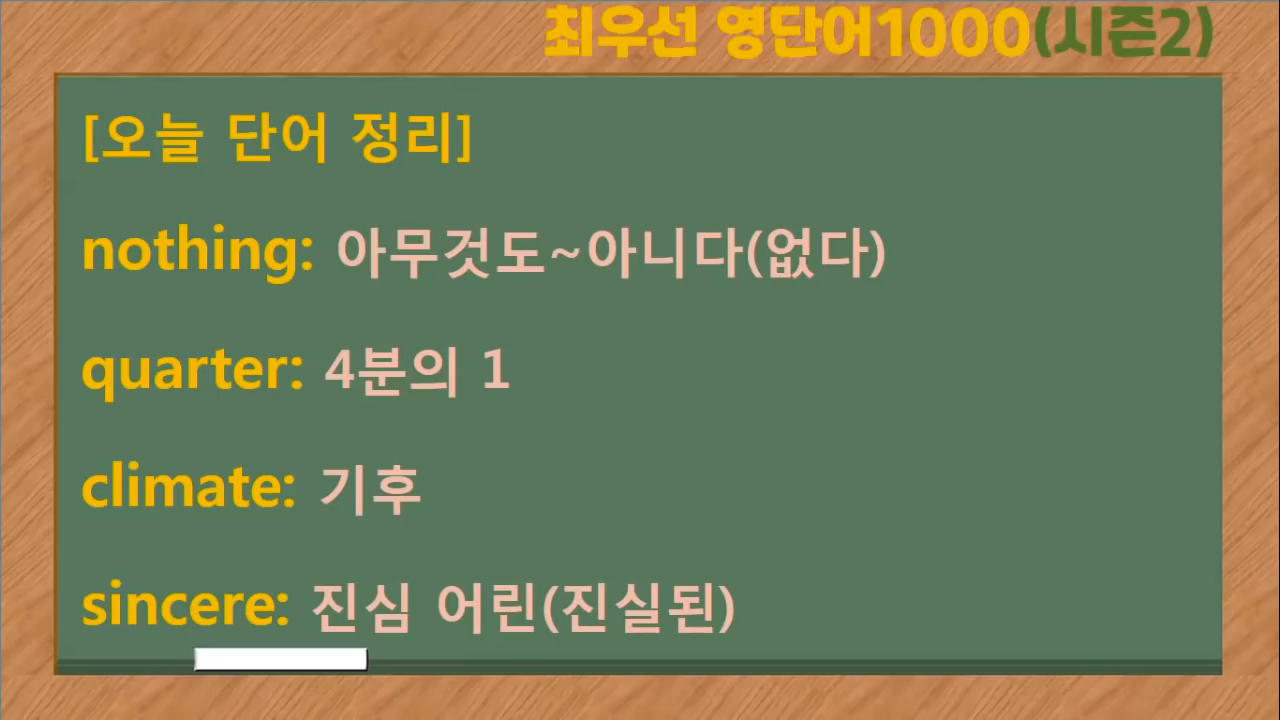 최우선 영단어1000(시즌2)
[오늘 단어 정리]
nothing: 아무것도~아니다(없다)
quarter: 4분의 1
climate: 기후
sincere: 진심 어린(진실된)